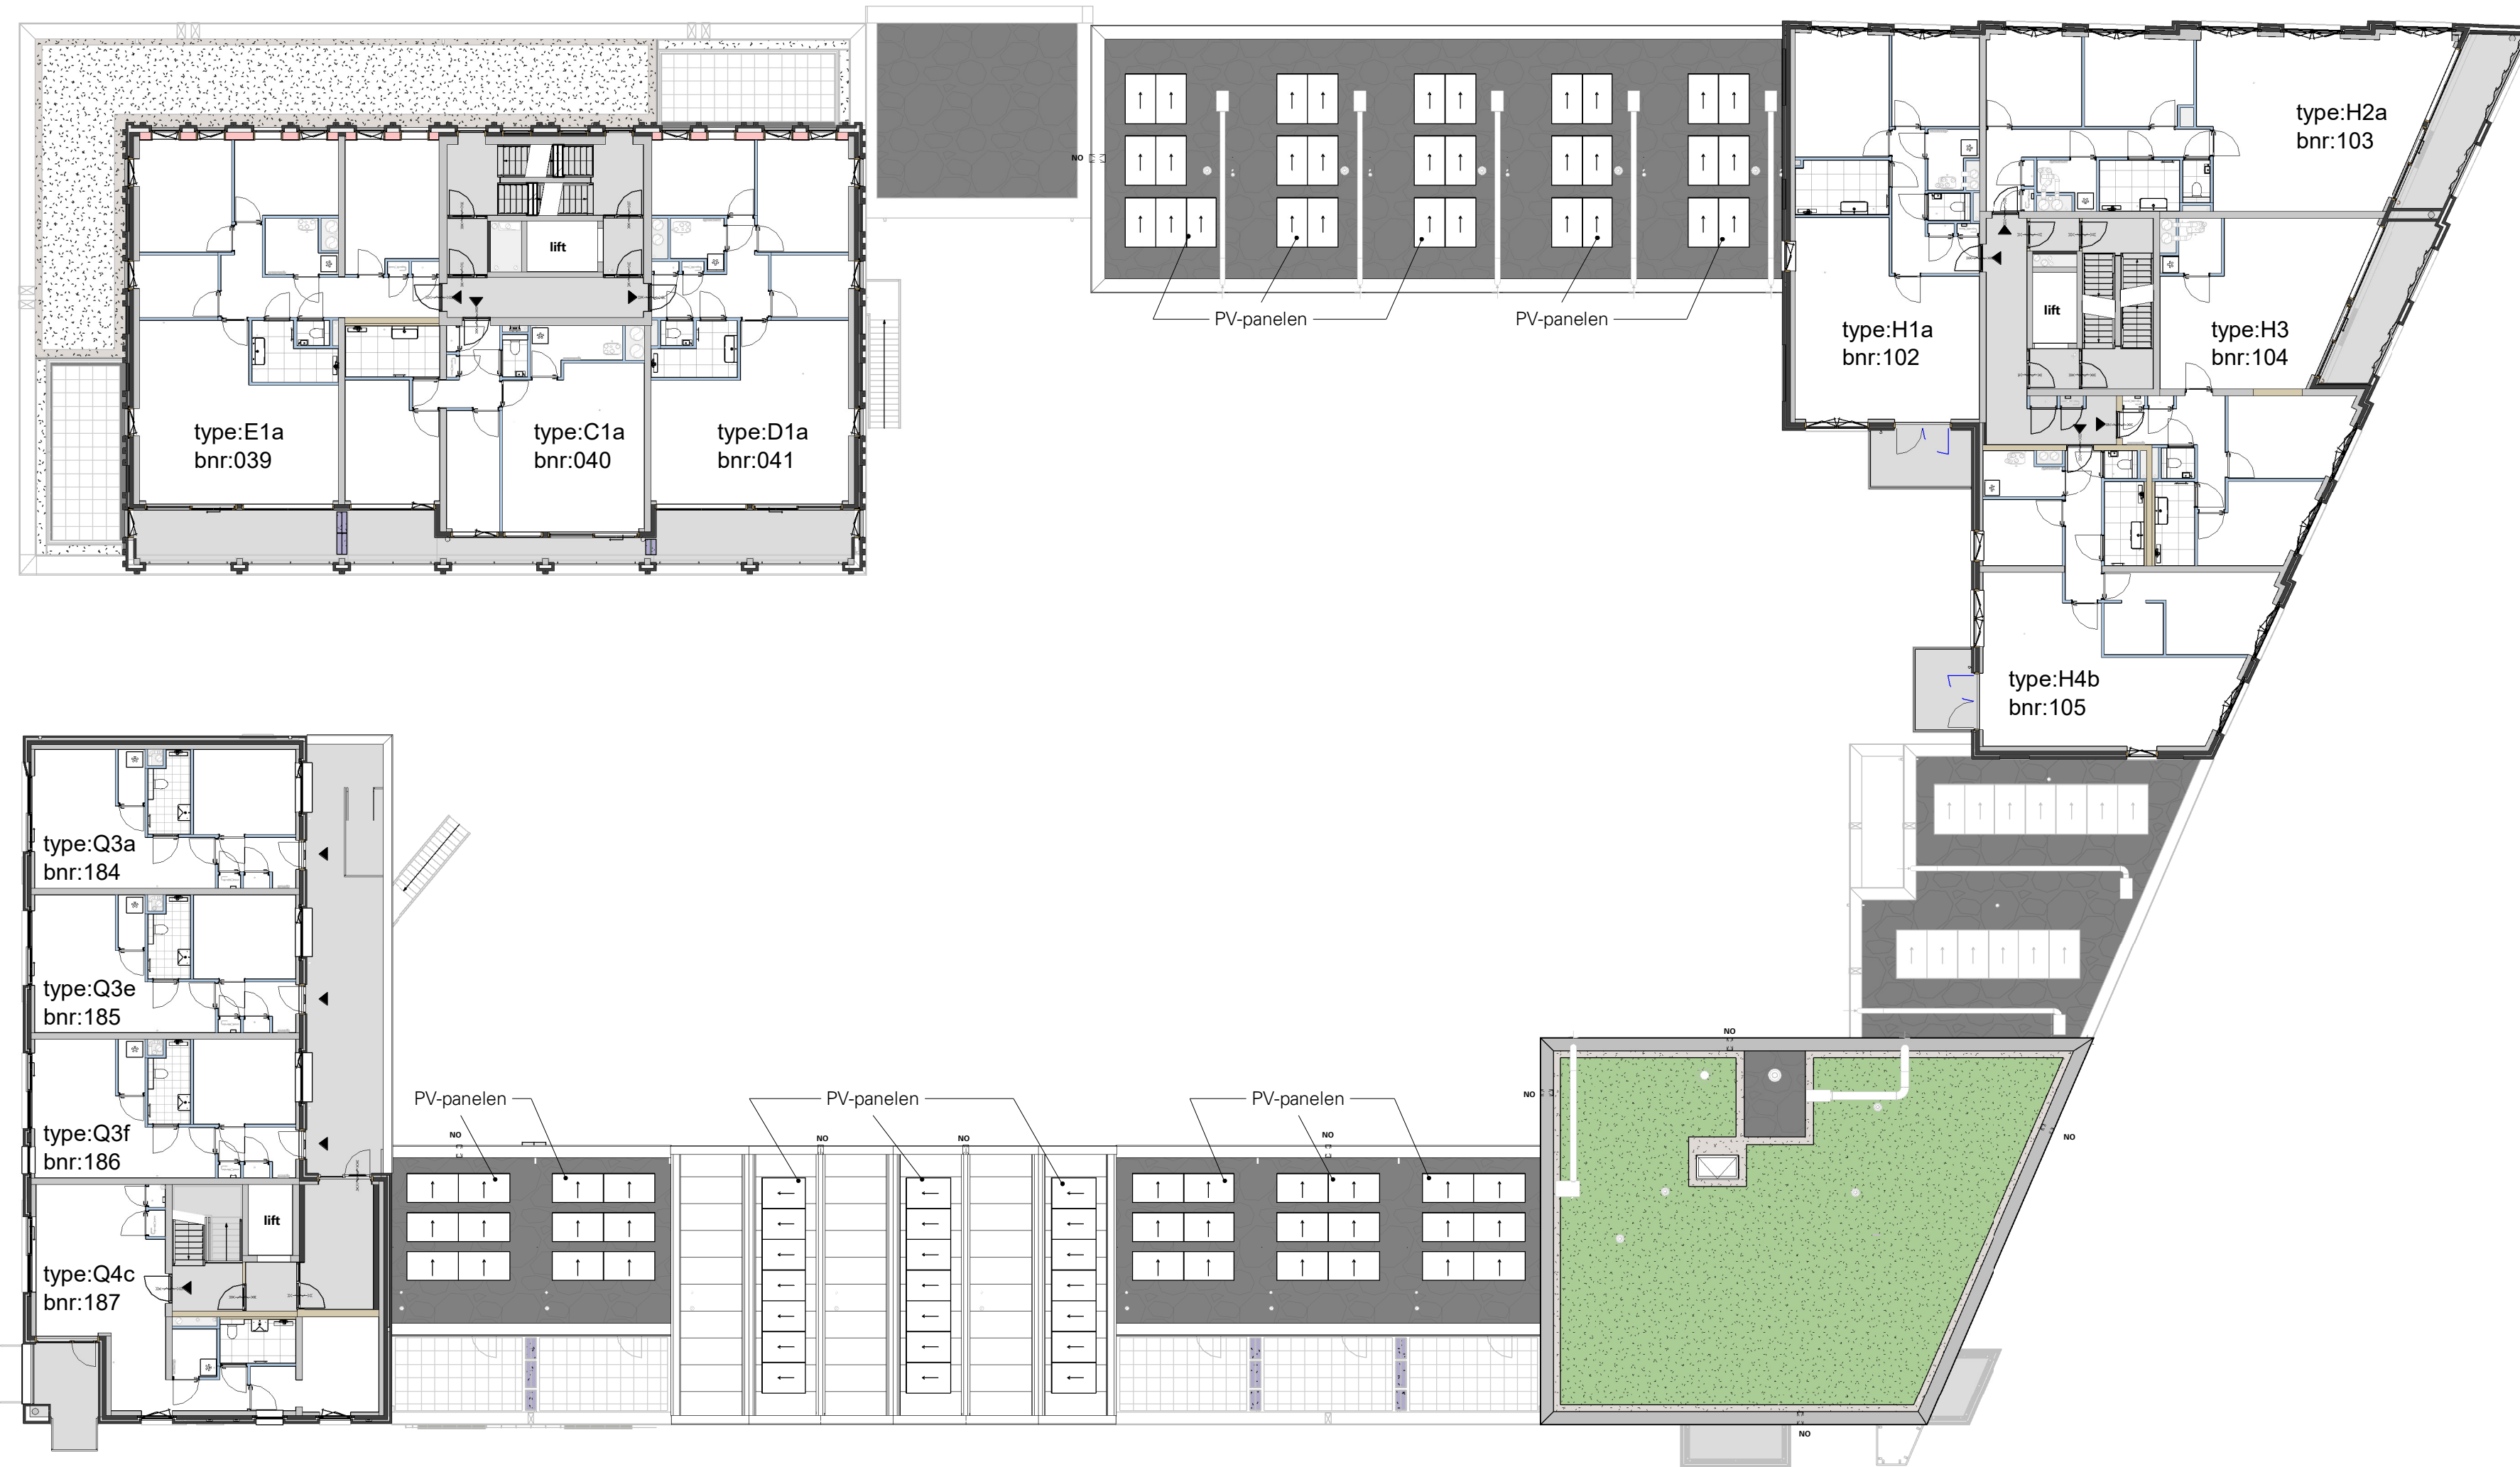 type:H2a
bnr:103
NO
lift
lift
PV-panelen
PV-panelen
type:H1a
bnr:102
type:H3
bnr:104
type:E1a
bnr:039
type:C1a
bnr:040
type:D1a
bnr:041
type:H4b
bnr:105
type:Q3a
bnr:184
type:Q3e
bnr:185
NO
NO
PV-panelen
PV-panelen
PV-panelen
type:Q3f
bnr:186
NO
NO
NO
NO
NO
lift
type:Q4c
bnr:187
NO